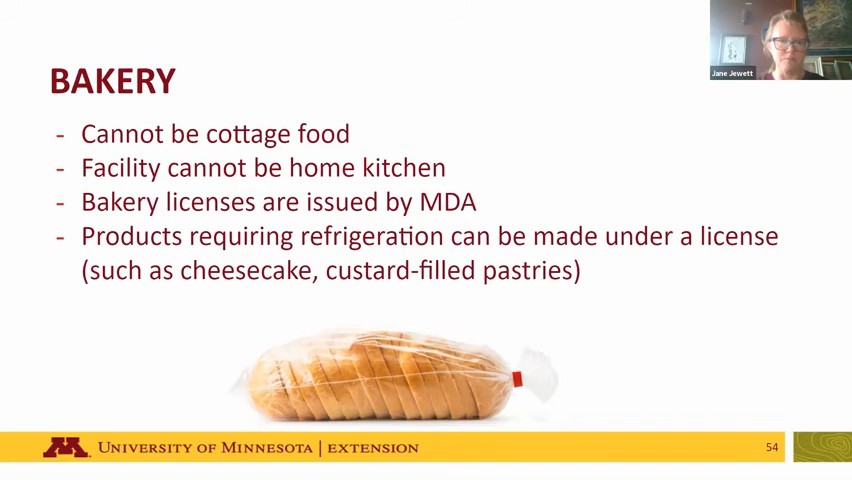 Jane Jewett
BAKERY
- Cannot be cottage food
- Facility cannot be home kitchen
- Bakery licenses are issued by MDA
- Products requiring refrigeration can be made under a license
(such as cheesecake, custard-filled pastries)
M UNIVERSITY OF MINNESOTA | EXTENSION
54